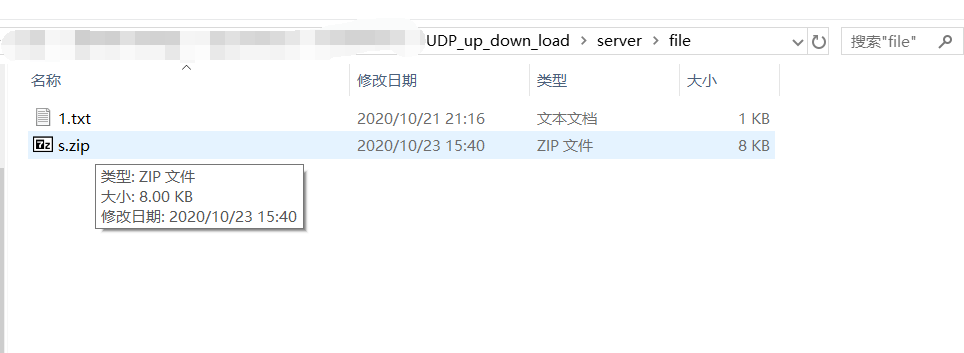 UDP_up_down_load > server > file
搜索"file"
名称 修改日期 类型 大小
1.txt 2020/10/21 21:16 文本文档 1 KB
7z s.zip 2020/10/23 15:40 ZIP 文件 8 KB
类型: ZIP 文件
大小: 8.00 KB
修改日期: 2020/10/23 15:40